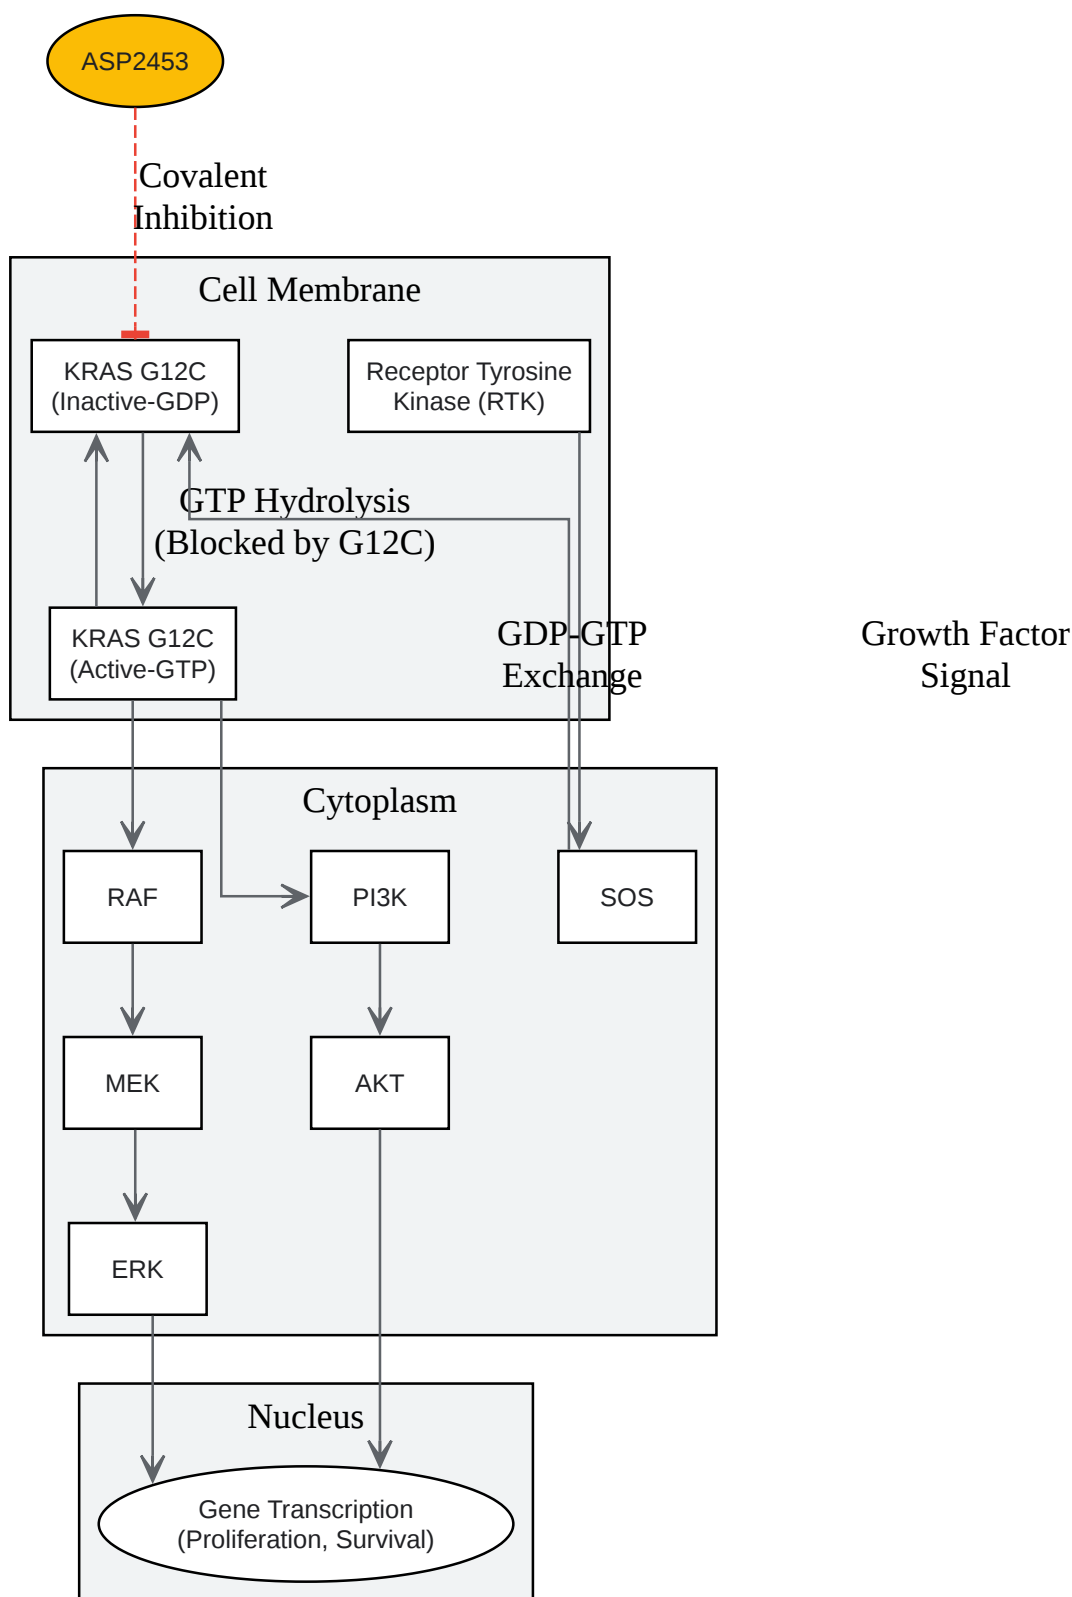 ASP2453
Covalent
Inhibition
Cell Membrane
KRAS G12C
(Inactive-GDP)
Receptor Tyrosine
Kinase (RTK)
GTP Hydrolysis
(Blocked by G12C)
KRAS G12C
(Active-GTP)
GDP-GTP
Exchange
Growth Factor
Signal
Cytoplasm
RAF
PI3K
SOS
MEK
AKT
ERK
Nucleus
Gene Transcription
(Proliferation, Survival)